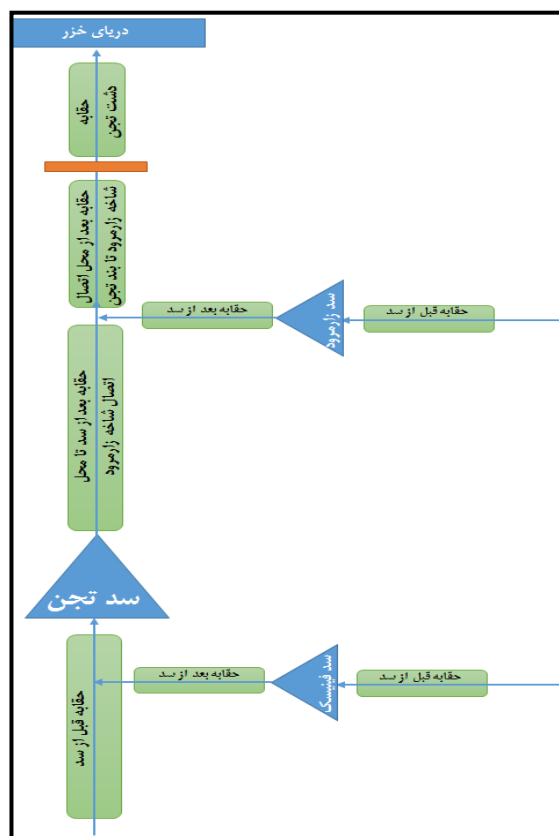 دریای خزر
حقابه
دشت تجن
حقابه بعد از محل اتصال
شاخه زارمرود تا بند تجن
حقابه قبل از سد
سد زارمرود
حقابه بعد از سد
حقابه بعد از سد تا محل
اتصال شاخه زارمرود
سد تجن
حقابه قبل از سد
سد فینیسک
حقابه بعد از سد
حقابه قبل از سد